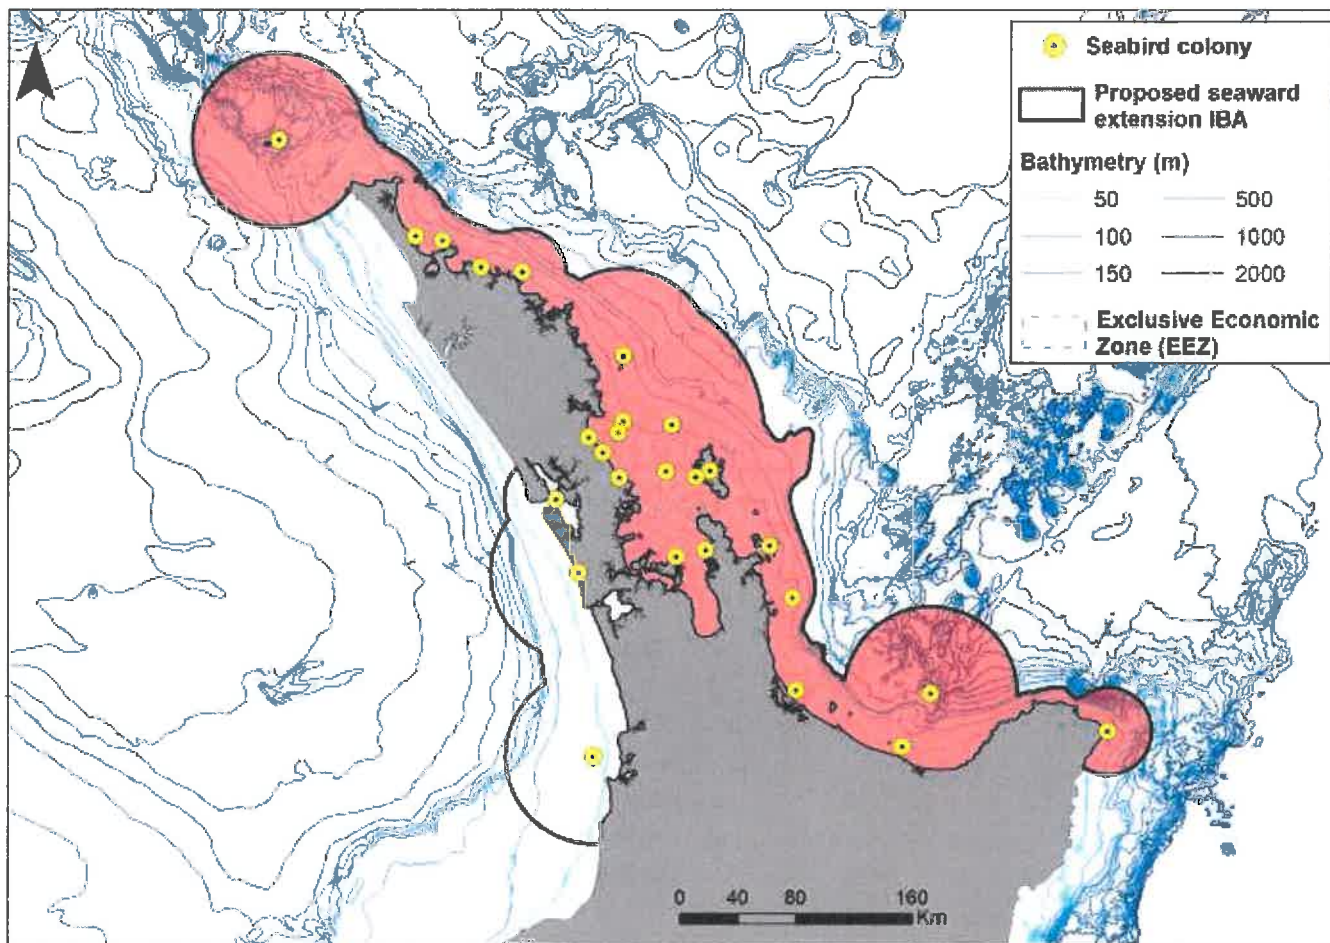 Seabird colony
Proposed seaward
extension IBA
Bathymetry (m)
50 500
100 1000
150 2000
Exclusive Economic
Zone (EEZ)
0 40 80 160
Km